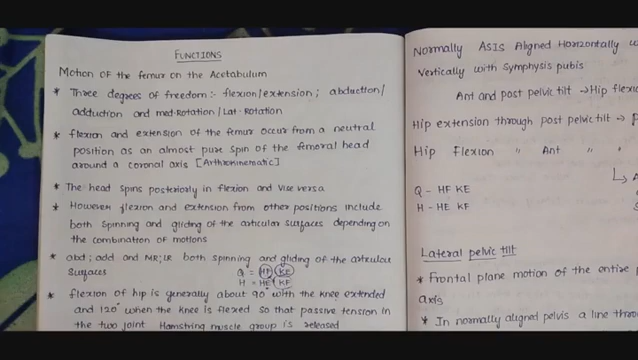 FUNCTIONS
Motion OF the femur on the Acetabulum
* Three degrees of freedom :- flexion/extension ; abduction/
adduction and med·Rotation / Lat·Rotation
* flexion and extension of the femur occur from a neutral
position as an almost pure spin of the femoral head
around a coronal axis [Arthrokinematic]
* The head spins posteriorly in flexion and Vice versa
* However flexion and extension from other positions include
both Spinning and gliding of the articular surfaces depending on
the combination of motions
* abd ; add and MR;LR both spinning and gliding of the articular
Surfaces
Q = HF KE
H = HE KF
* flexion of hip is generally about 90° with the knee extended
and 120° when the knee is flexed so that passive tension in
the two joint Hamstring muscle group is released
Normally ASIS Aligned Horizontally
Vertically with Symphysis pubis
Ant and post pelvic tilt → Hip
Hip extension through post pelvic tilt →
Hip Flexion " Ant " "
Q - HF KE
H - HE KF
Lateral pelvic tilt
* Frontal plane motion of the entire
axis
* In normally aligned pelvis a line